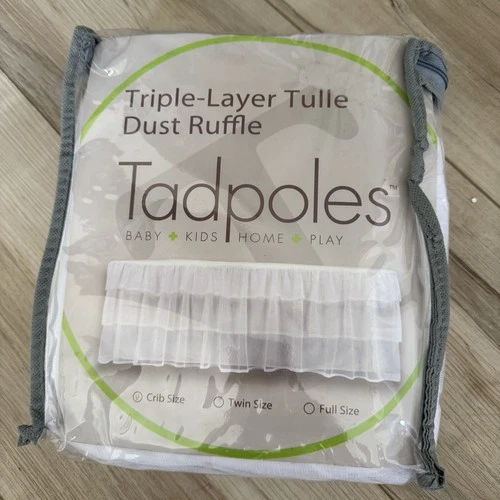 Triple-Layer Tulle
Dust Ruffle
Tadpoles™
BABY + KIDS HOME + PLAY
Crib Size
Twin Size
Full Size